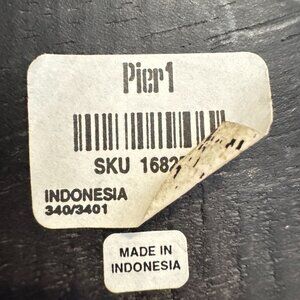 Pier1
SKU 1682
INDONESIA
340/3401
MADE IN
INDONESIA